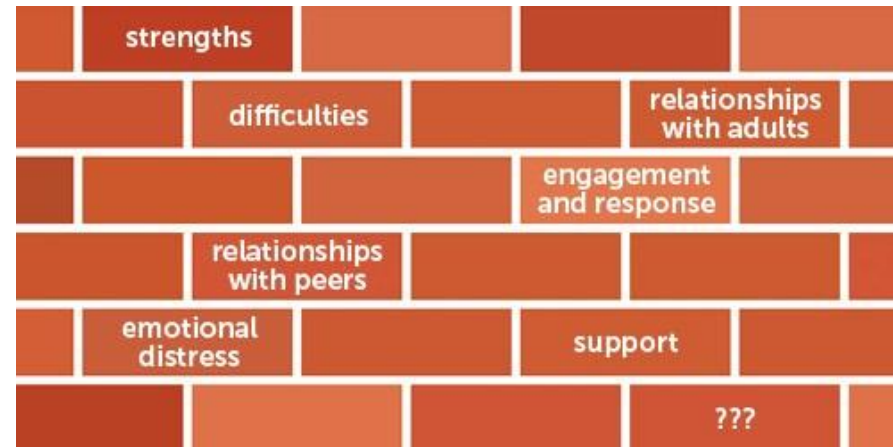 strengths
difficulties
relationships
with adults
engagement
and response
relationships
with peers
emotional
distress
support
???